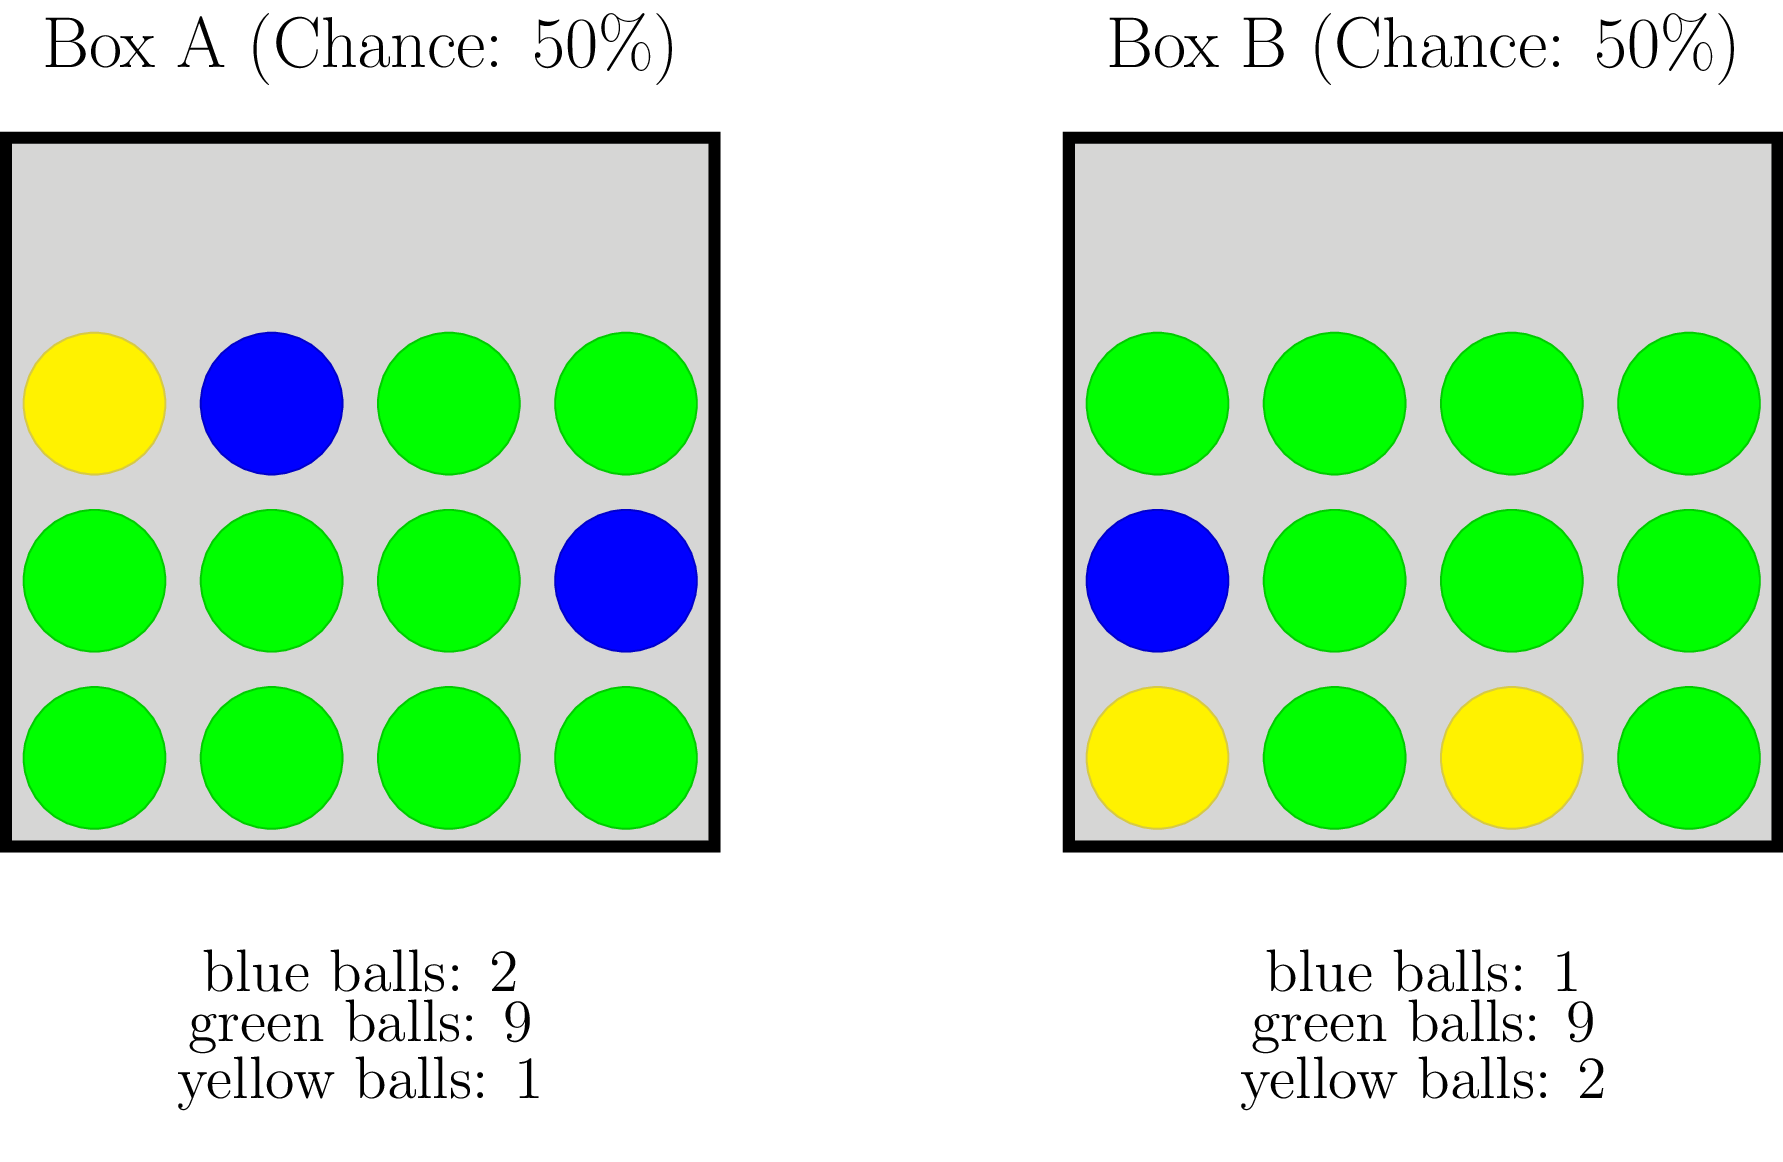 Box A (Chance: 50%)
Box B (Chance: 50%)
blue balls: 2
green balls: 9
yellow balls: 1
blue balls: 1
green balls: 9
yellow balls: 2